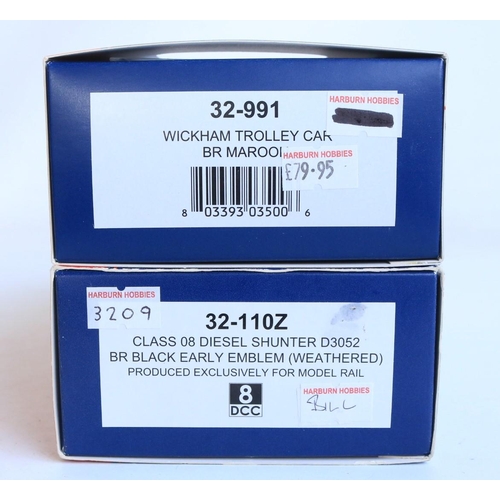 32-991
HARBURN HOBBIES
WICKHAM TROLLEY CAR
BR MAROON
HARBURN HOBBIES
£79.95
8 03393 03500 6
HARBURN HOBBIES
3209
32-110Z
CLASS 08 DIESEL SHUNTER D3052
BR BLACK EARLY EMBLEM (WEATHERED)
PRODUCED EXCLUSIVELY FOR MODEL RAIL
8
DCC
HARBURN HOBBIES
BILL